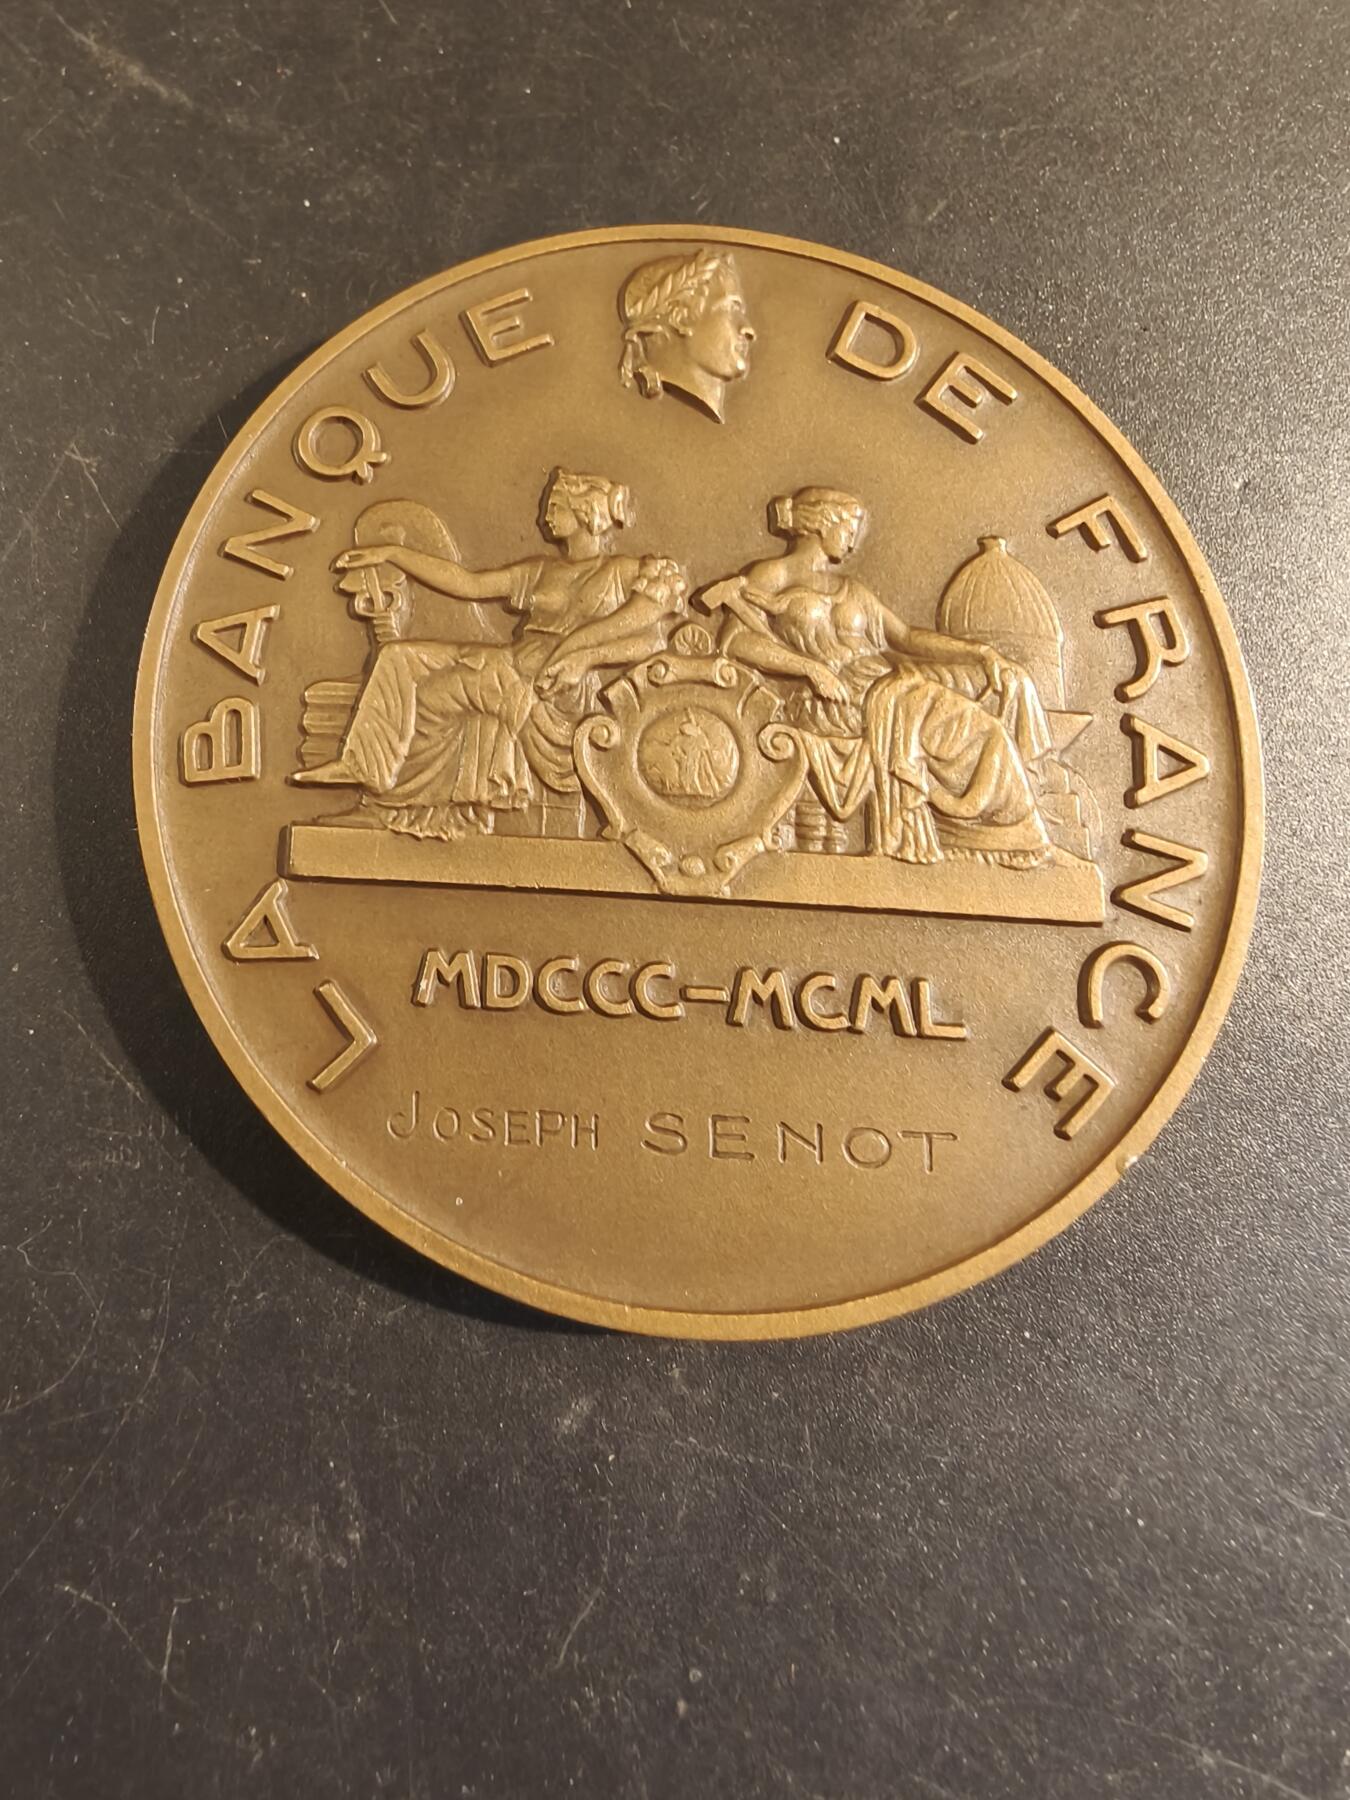 LA BANQUE DE FRANCE
MDCCC-MCML
JOSEPH SENOT